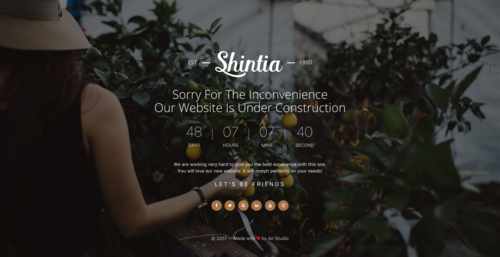 EST — Shintia — 1980
Sorry For The Inconvenience
Our Website Is Under Construction
48 | 07 | 07 | 40
DAYS HOURS MINS SECOND
We are working very hard to give you the best experience with this one.
You will love our new website. It will morph perfectly on your needs!
LET'S BE FRIENDS
© 2017 — Made with ❤ by Air Studio